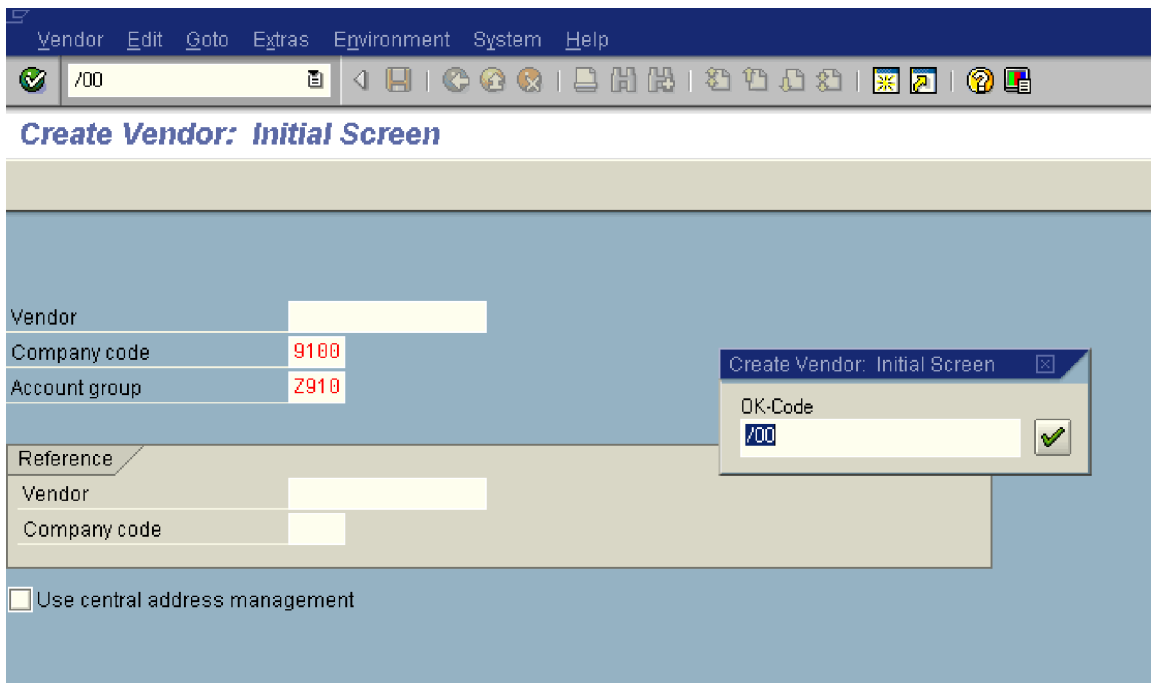 Vendor Edit Goto Extras Environment System Help
/00
Create Vendor: Initial Screen
Vendor
Company code 9100
Account group Z910
Create Vendor: Initial Screen
OK-Code
/00
Reference
Vendor
Company code
Use central address management